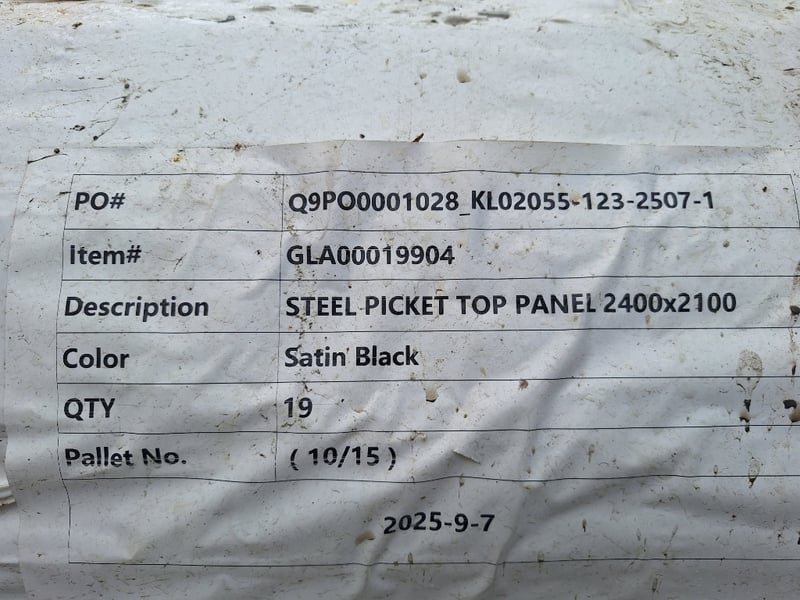 PO# Q9PO0001028_KL02055-123-2507-1
Item# GLA00019904
Description STEEL PICKET TOP PANEL 2400x2100
Color Satin Black
QTY 19
Pallet No. ( 10/15 )
2025-9-7